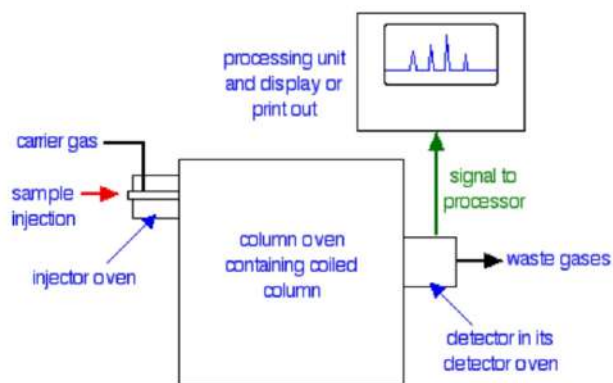 processing unit
and display or
print out
carrier gas
sample
injection
injector oven
column oven
containing coiled
column
signal to
processor
waste gases
detector in its
detector oven